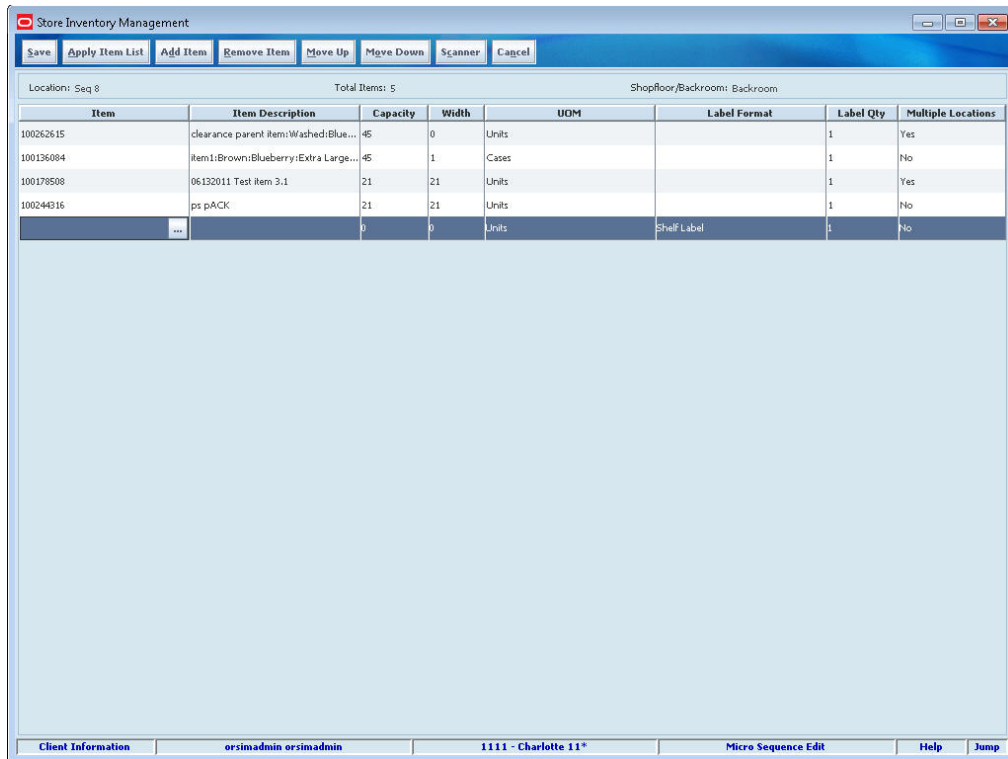 Store Inventory Management
Save Apply Item List Add Item Remove Item Move Up Move Down Scanner Cancel
Location: Seq 8 Total Items: 5 Shopfloor/Backroom: Backroom
Item Item Description Capacity Width UOM Label Format Label Qty Multiple Locations
100262615 clearance parent item:Washed:Blue... 45 0 Units 1 Yes
100136084 item1:Brown:Blueberry:Extra Large... 45 1 Cases 1 No
100178508 06132011 Test item 3.1 21 21 Units 1 Yes
100244316 ps pACK 21 21 Units 1 No
... 0 0 Units Shelf Label 1 No
Client Information orsimadmin orsimadmin 1111 - Charlotte 11* Micro Sequence Edit Help Jump